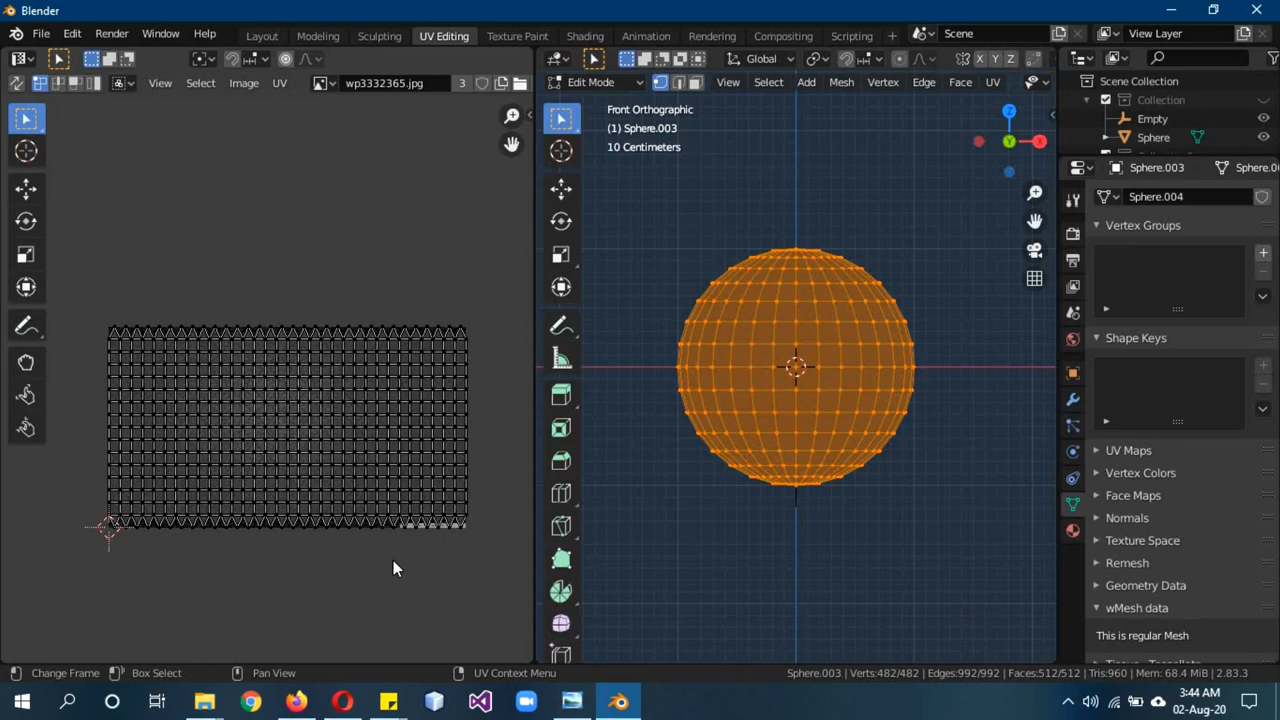 Blender
File Edit Render Window Help Layout Modeling Sculpting UV Editing Texture Paint Shading Animation Rendering Compositing Scripting + Scene View Layer
View Select Image UV wp3332365.jpg 3
Global X Y Z
Edit Mode View Select Add Mesh Vertex Edge Face UV
Front Orthographic
(1) Sphere.003
10 Centimeters
Z
Y X
Scene Collection
Collection
Empty
Sphere
Sphere.003 Sphere.00
Sphere.004
Vertex Groups
Shape Keys
UV Maps
Vertex Colors
Face Maps
Normals
Texture Space
Remesh
Geometry Data
wMesh data
This is regular Mesh
Change Frame Box Select Pan View UV Context Menu Sphere.003 | Verts:482/482 | Edges:992/992 | Faces:512/512 | Tris:960 | Mem: 68.4 MiB | 2.83.3
3:44 AM
02-Aug-20